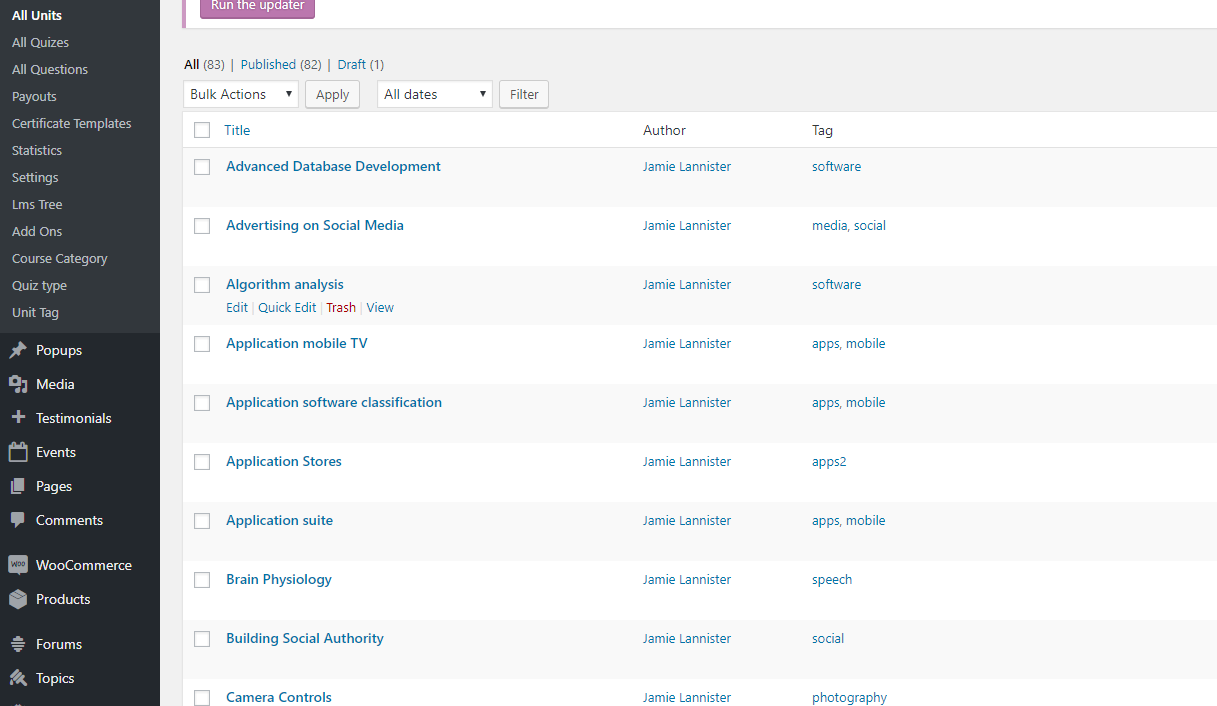 All Units
All Quizes
All Questions
Payouts
Certificate Templates
Statistics
Settings
Lms Tree
Add Ons
Course Category
Quiz type
Unit Tag
Popups
Media
Testimonials
Events
Pages
Comments
WOO WooCommerce
Products
Forums
Topics
Run the updater
All (83) | Published (82) | Draft (1)
Bulk Actions Apply All dates Filter
Title Author Tag
Advanced Database Development Jamie Lannister software
Advertising on Social Media Jamie Lannister media, social
Algorithm analysis Jamie Lannister software
Edit | Quick Edit | Trash | View
Application mobile TV Jamie Lannister apps, mobile
Application software classification Jamie Lannister apps, mobile
Application Stores Jamie Lannister apps2
Application suite Jamie Lannister apps, mobile
Brain Physiology Jamie Lannister speech
Building Social Authority Jamie Lannister social
Camera Controls Jamie Lannister photography